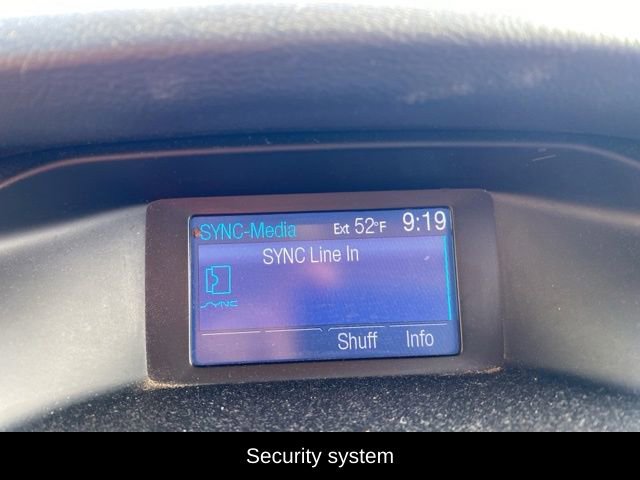 SYNC-Media Ext 52°F 9:19
SYNC Line In
SYNC
Shuff Info
Security system